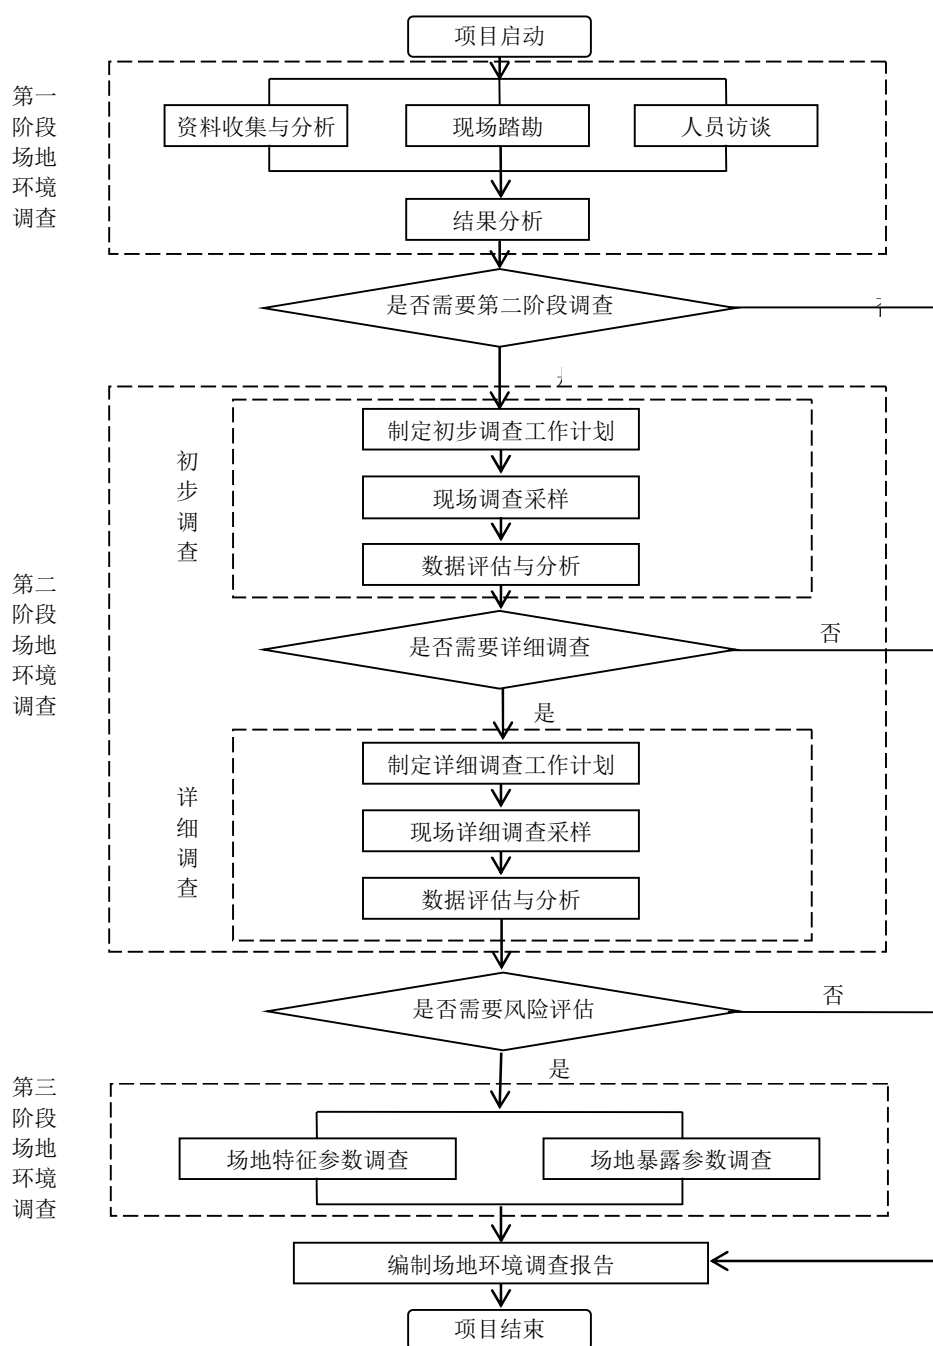 项目启动
第一
阶段
场地
环境
调查
资料收集与分析
现场踏勘
人员访谈
结果分析
是否需要第二阶段调查
初
步
调
查
制定初步调查工作计划
现场调查采样
数据评估与分析
第二
阶段
场地
环境
调查
是否需要详细调查
否
是
详
细
调
查
制定详细调查工作计划
现场详细调查采样
数据评估与分析
是否需要风险评估
否
是
第三
阶段
场地
环境
调查
场地特征参数调查
场地暴露参数调查
编制场地环境调查报告
项目结束